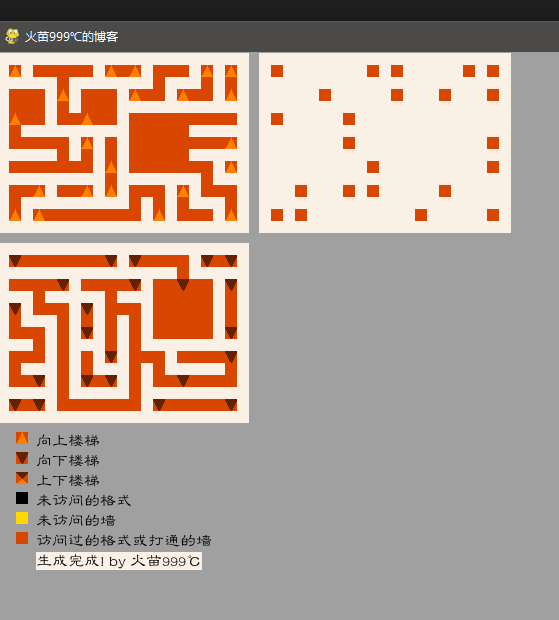 火苗999℃的博客
向上楼梯
向下楼梯
上下楼梯
未访问的格式
未访问的墙
访问过的格式或打通的墙
生成完成! by 火苗999℃